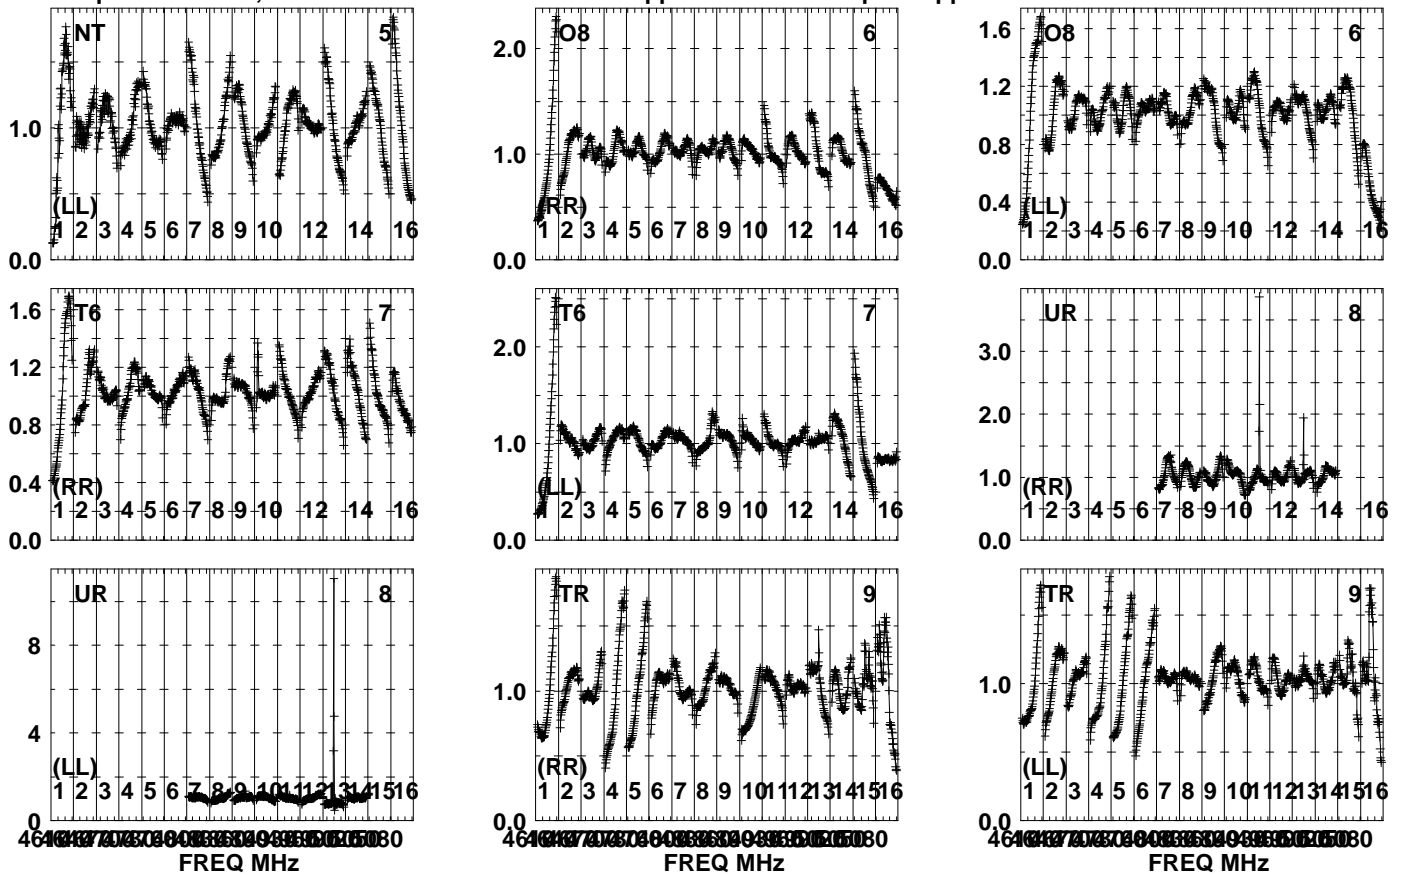 NT 5
1.0
(LL)
1 2 3 4 5 6 7 8 9 10 12 14 16
0.0
O8 6
2.0
1.0
(RR)
1 2 3 4 5 6 7 8 9 10 12 14 16
0.0
O8 6
1.6
1.2
0.8
0.4
(LL)
1 2 3 4 5 6 7 8 9 10 12 14 16
0.0
T6 7
1.6
1.2
0.8
0.4
(RR)
1 2 3 4 5 6 7 8 9 10 12 14 16
0.0
T6 7
2.0
1.0
(LL)
1 2 3 4 5 6 7 8 9 10 12 14 16
0.0
UR 8
3.0
2.0
1.0
(RR)
1 2 3 4 5 6 7 8 9 10 12 14 16
0.0
UR 8
8
4
(LL)
1 2 3 4 5 6 7 8 9 10 11 12 13 14 15 16
0
FREQ MHz
TR 9
1.0
(RR)
1 2 3 4 5 6 7 8 9 10 11 12 13 14 15 16
0.0
FREQ MHz
TR 9
1.0
(LL)
1 2 3 4 5 6 7 8 9 10 11 12 13 14 15 16
0.0
FREQ MHz